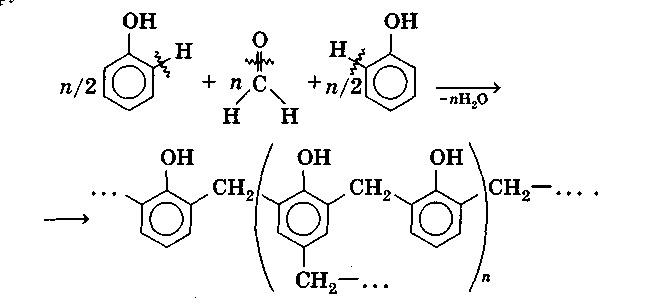 OH OH
H O H
n/2 + n C + n/2 -nH₂O
H H
OH OH OH
... CH₂ ( CH₂ ) CH₂—....
CH₂—... n